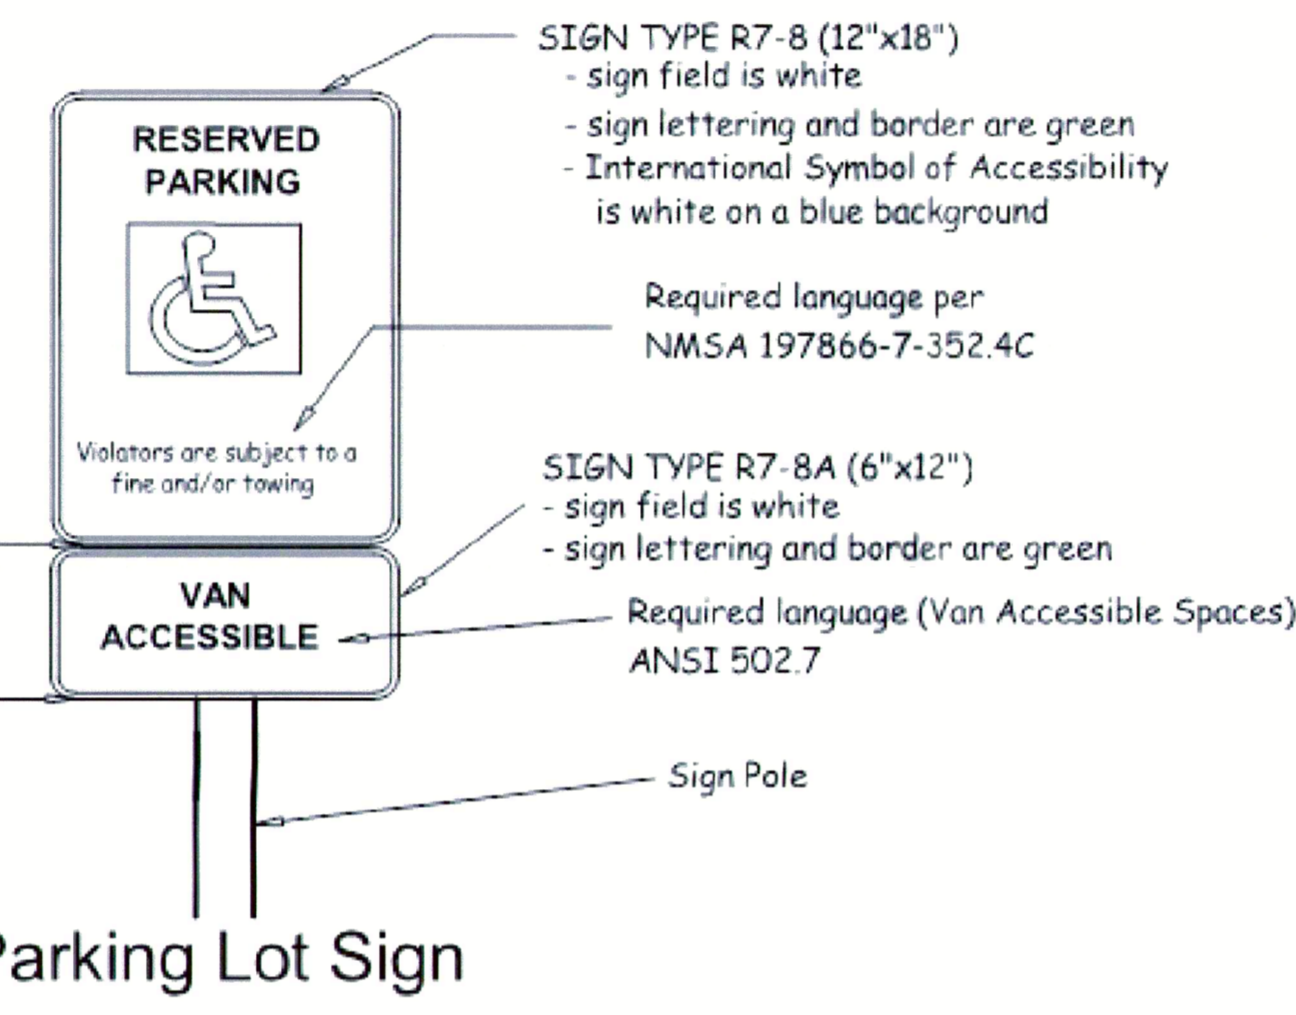 SIGN TYPE R7-8 (12"x18")
- sign field is white
- sign lettering and border are green
- International Symbol of Accessibility
is white on a blue background
RESERVED
PARKING
Required language per
NMSA 197866-7-352.4C
Violators are subject to a
fine and/or towing
SIGN TYPE R7-8A (6"x12")
- sign field is white
- sign lettering and border are green
VAN
ACCESSIBLE
Required language (Van Accessible Spaces)
ANSI 502.7
Sign Pole
Parking Lot Sign